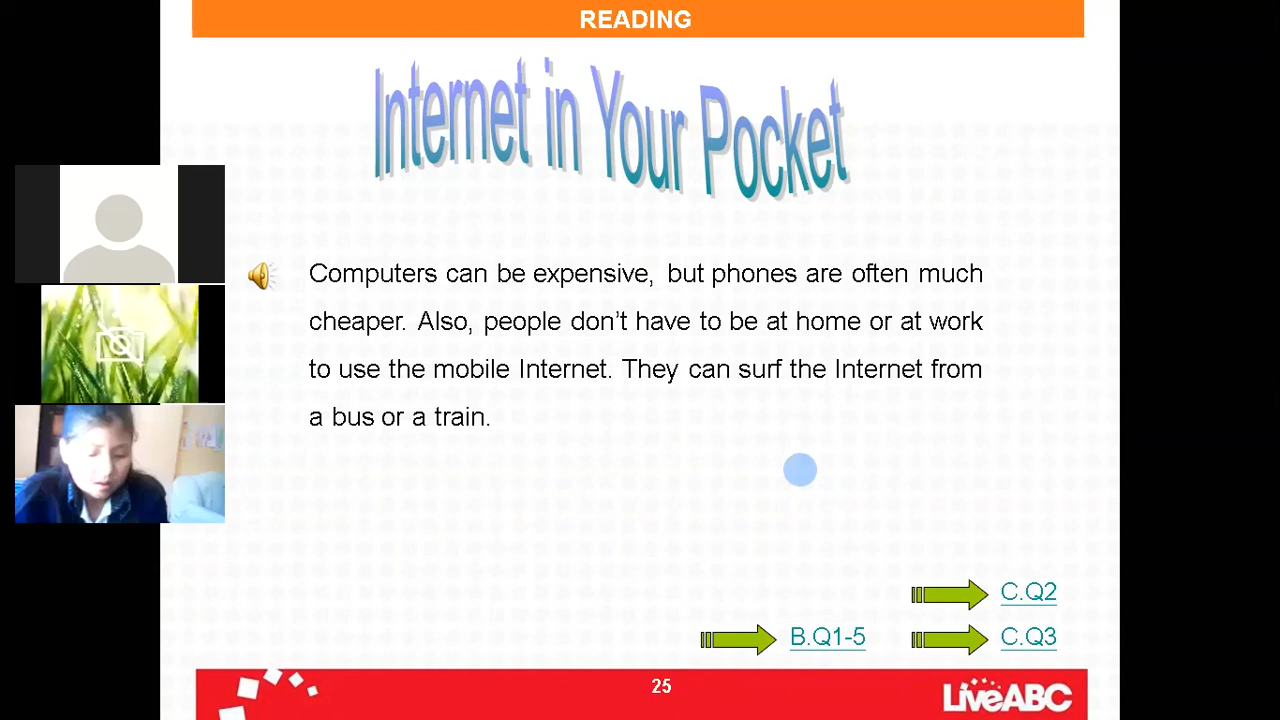 READING
Internet in Your Pocket
Computers can be expensive, but phones are often much
cheaper. Also, people don't have to be at home or at work
to use the mobile Internet. They can surf the Internet from
a bus or a train.
C.Q2
B.Q1-5
C.Q3
25
LiveABC